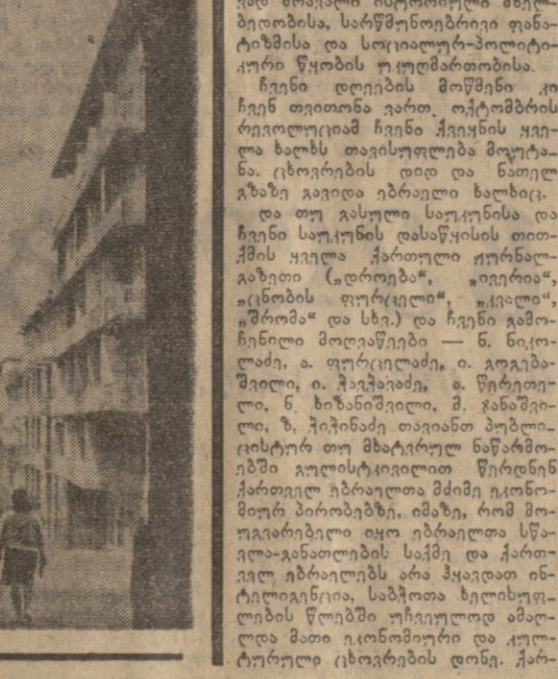 ბედობისა, სარწმუნოებრივი ფანა-
ტიზმისა და სოციალურ-პოლიტი-
კური წყობის უკუღმართობისა.
ჩვენი დღეების მოწმენი კი
ჩვენ თვითონა ვართ. ოქტომბრის
რევოლუციამ ჩვენი ქვეყნის ყვე-
ლა ხალხს თავისუფლება მოუტა-
ნა. ცხოვრების დიდ და ნათელ
გზაზე გავიდა ებრაელი ხალხიც.
და თუ გასული საუკუნისა და
ჩვენი საუკუნის დასაწყისის თით-
ქმის ყველა ქართული ჟურნალ-
გაზეთი („დროება“, „ივერია“,
„ცნობის ფურცელი“, „კვალი“,
„შრომა“ და სხვ.) და ჩვენი გამო-
ჩენილი მოღვაწეები — ნ. ნიკო-
ლაძე, ა. ფურცელაძე, ი. გოგება-
შვილი, ი. ჭავჭავაძე, ა. წერეთე-
ლი, ნ. ხიზანიშვილი, მ. ჯანაშვი-
ლი, ზ. ჭიჭინაძე თავიანთ პუბლი-
ცისტურ თუ მხატვრულ ნაწარმო-
ებში გულისტკივილით წერდნენ
ქართველ ებრაელთა მძიმე ეკონო-
მიურ პირობებზე, იმაზე, რომ მო-
უგვარებელი იყო ებრაელთა სწა-
ვლა-განათლების საქმე და ქართ-
ველ ებრაელებს არა ჰყავდათ ინ-
ტელიგენცია, საბჭოთა ხელისუფ-
ლების წლებში უჩვეულოდ ამაღ-
ლდა მათი ეკონომიური და კულ-
ტურული ცხოვრების დონე. ქარ-